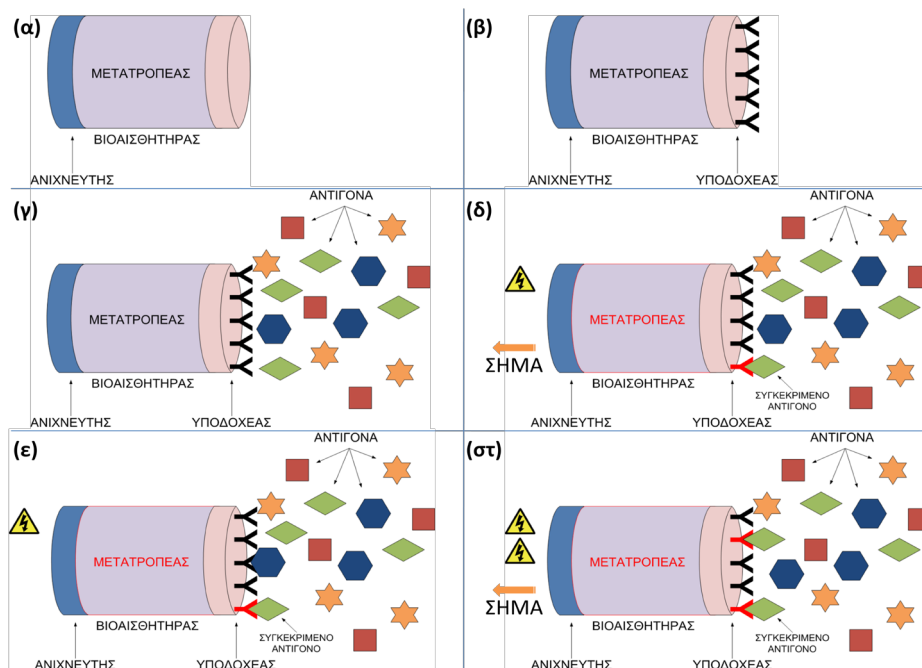 (α)
ΜΕΤΑΤΡΟΠΕΑΣ
ΒΙΟΑΙΣΘΗΤΗΡΑΣ
ΑΝΙΧΝΕΥΤΗΣ
(β)
ΜΕΤΑΤΡΟΠΕΑΣ
ΒΙΟΑΙΣΘΗΤΗΡΑΣ
ΑΝΙΧΝΕΥΤΗΣ
ΥΠΟΔΟΧΕΑΣ
(γ)
ΑΝΤΙΓΟΝΑ
ΜΕΤΑΤΡΟΠΕΑΣ
ΒΙΟΑΙΣΘΗΤΗΡΑΣ
ΑΝΙΧΝΕΥΤΗΣ
ΥΠΟΔΟΧΕΑΣ
(δ)
ΑΝΤΙΓΟΝΑ
ΜΕΤΑΤΡΟΠΕΑΣ
ΣΗΜΑ
ΒΙΟΑΙΣΘΗΤΗΡΑΣ
ΣΥΓΚΕΚΡΙΜΕΝΟ
ΑΝΤΙΓΟΝΟ
ΑΝΙΧΝΕΥΤΗΣ
ΥΠΟΔΟΧΕΑΣ
(ε)
ΑΝΤΙΓΟΝΑ
ΜΕΤΑΤΡΟΠΕΑΣ
ΒΙΟΑΙΣΘΗΤΗΡΑΣ
ΣΥΓΚΕΚΡΙΜΕΝΟ
ΑΝΤΙΓΟΝΟ
ΑΝΙΧΝΕΥΤΗΣ
ΥΠΟΔΟΧΕΑΣ
(στ)
ΑΝΤΙΓΟΝΑ
ΜΕΤΑΤΡΟΠΕΑΣ
ΣΗΜΑ
ΒΙΟΑΙΣΘΗΤΗΡΑΣ
ΣΥΓΚΕΚΡΙΜΕΝΟ
ΑΝΤΙΓΟΝΟ
ΑΝΙΧΝΕΥΤΗΣ
ΥΠΟΔΟΧΕΑΣ